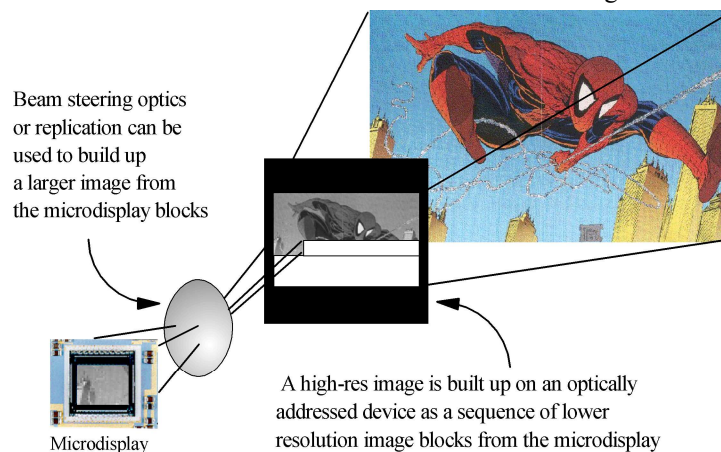 Beam steering optics
or replication can be
used to build up
a larger image from
the microdisplay blocks
A high-res image is built up on an optically
addressed device as a sequence of lower
resolution image blocks from the microdisplay
Microdisplay